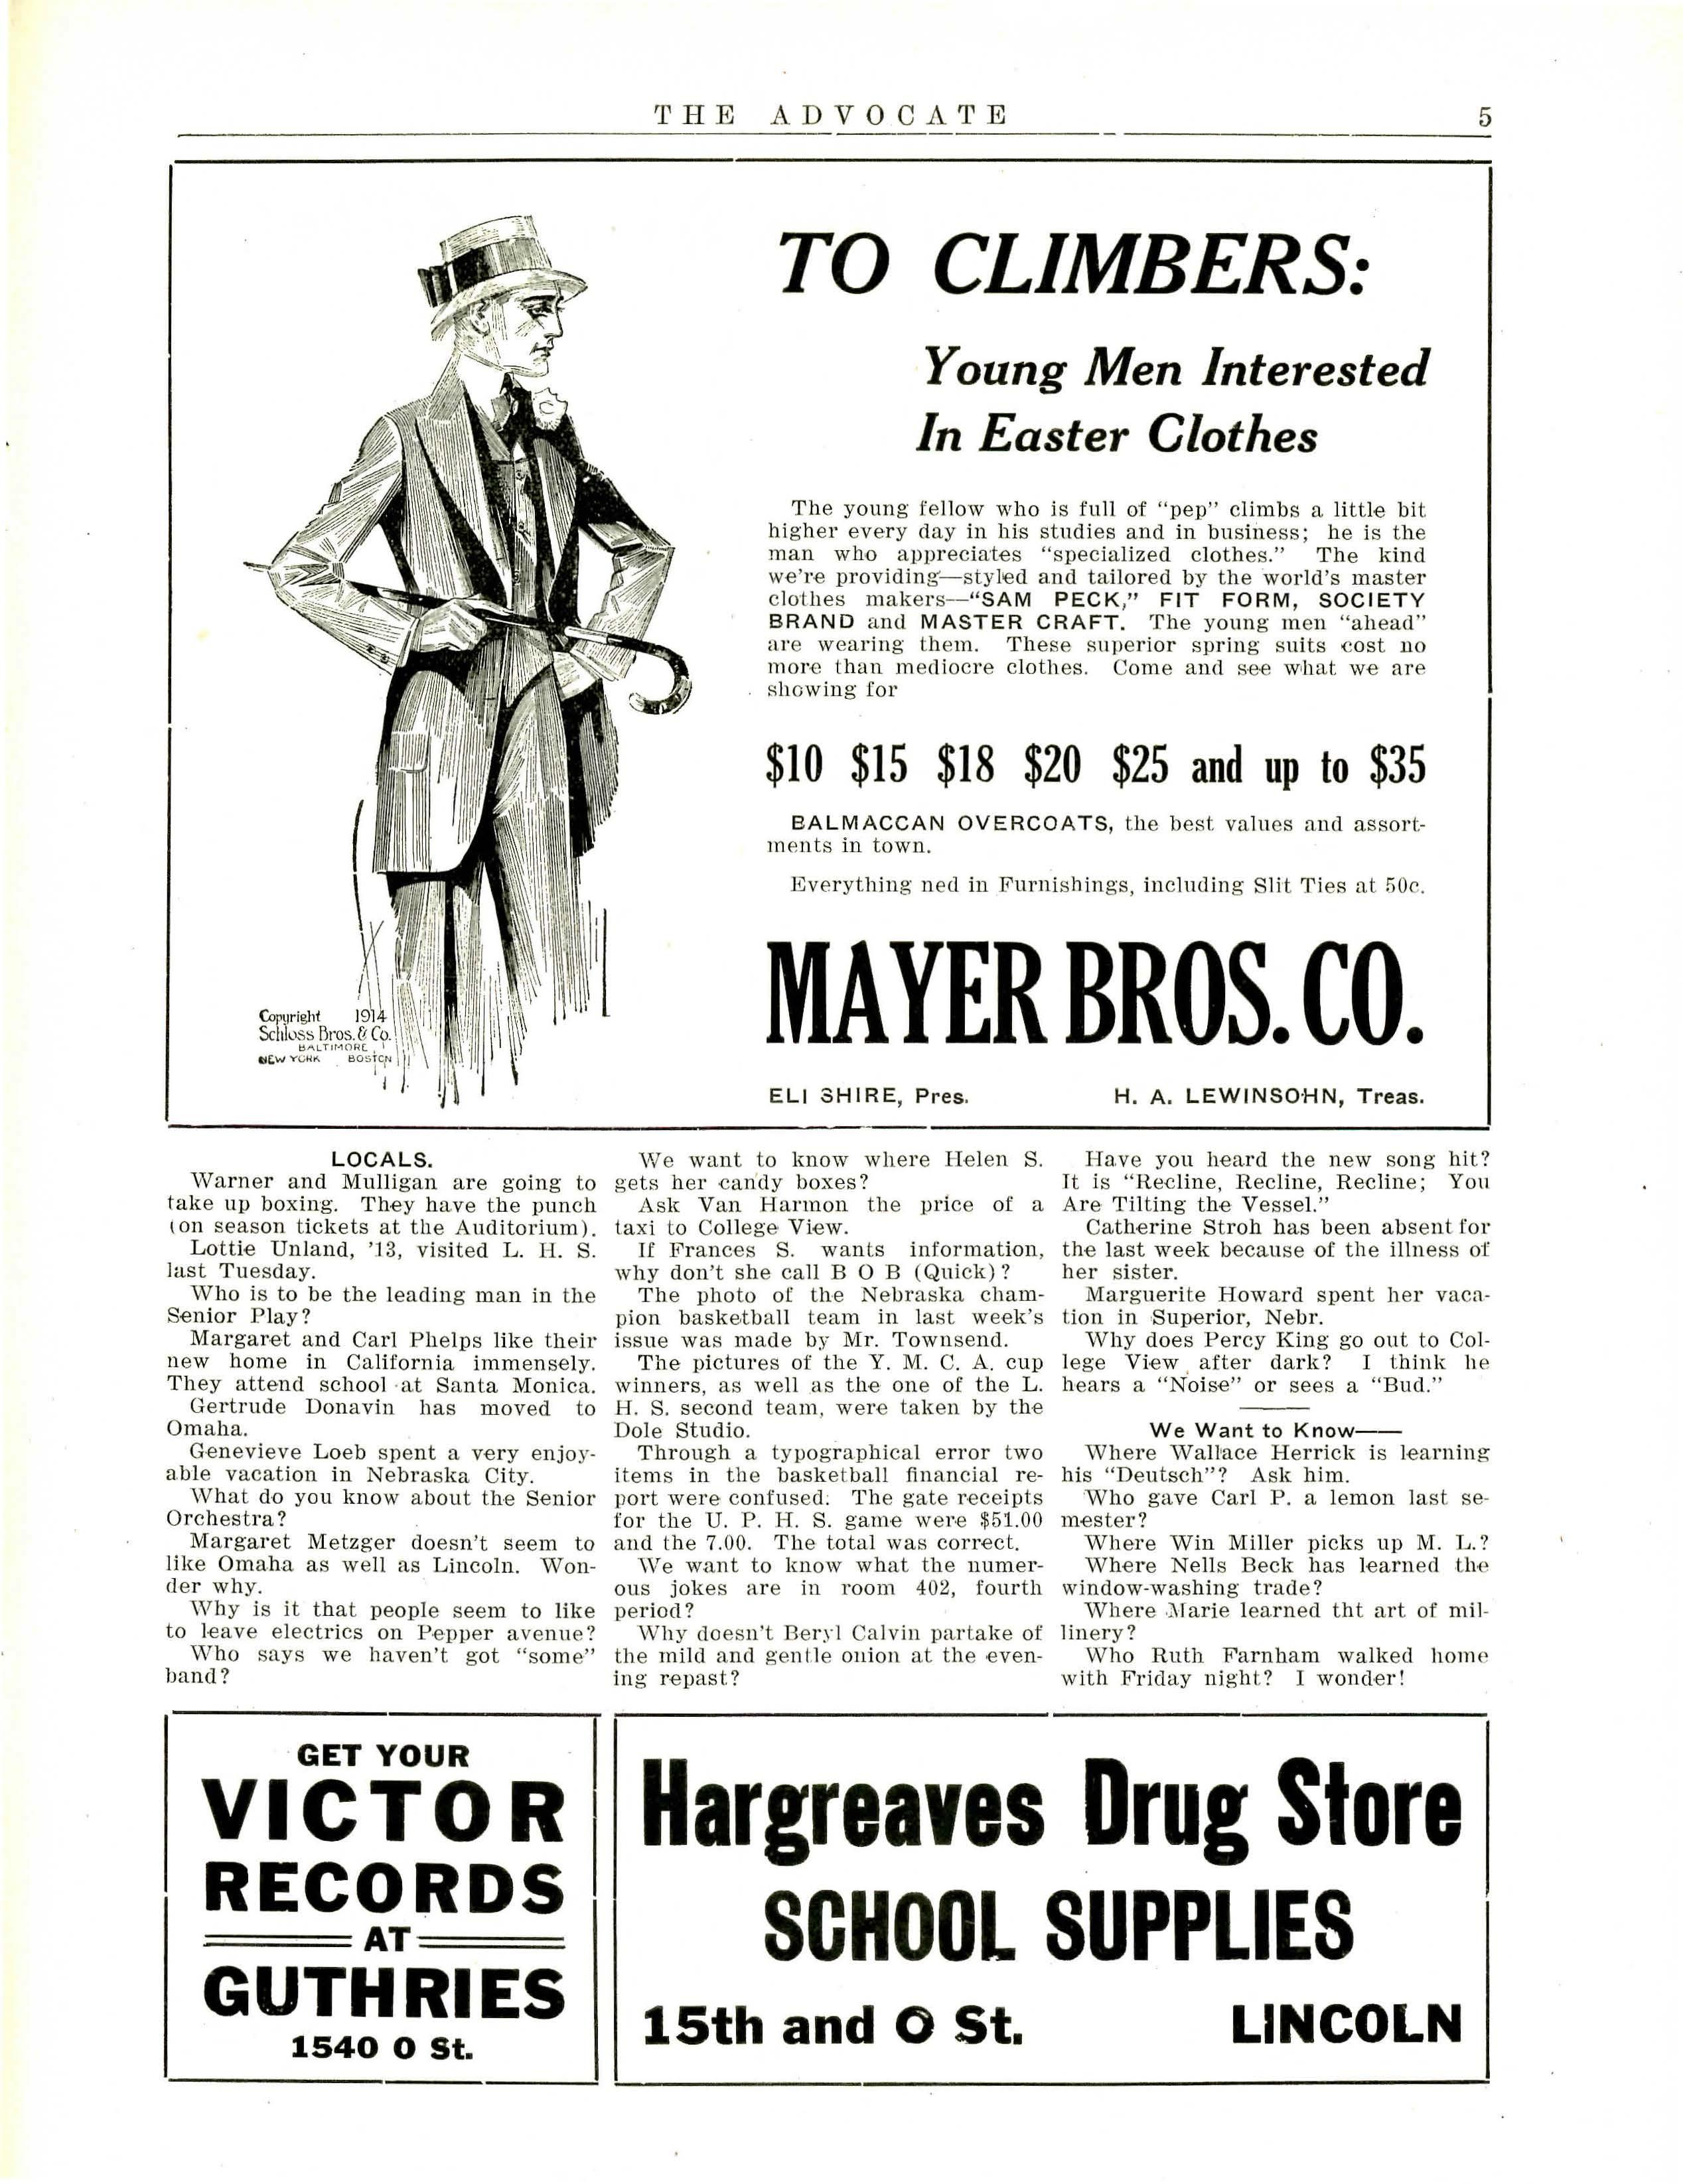 THE ADVOCATE 5
TO CLIMBERS:
Young Men Interested
In Easter Clothes
The young fellow who is full of “pep” climbs a little bit
higher every day in his studies and in business; he is the
man who appreciates “specialized clothes.” The kind
we’re providing—styled and tailored by the world’s master
clothes makers—“SAM PECK,” FIT FORM, SOCIETY
BRAND and MASTER CRAFT. The young men “ahead”
are wearing them. These superior spring suits cost no
more than mediocre clothes. Come and see what we are
showing for
$10 $15 $18 $20 $25 and up to $35
BALMACCAN OVERCOATS, the best values and assort-
ments in town.
Everything ned in Furnishings, including Slit Ties at 50c.
MAYER BROS. CO.
ELI SHIRE, Pres. H. A. LEWINSOHN, Treas.
Copyright 1914
Schloss Bros. & Co.
BALTIMORE
NEW YORK BOSTON
LOCALS.
Warner and Mulligan are going to
take up boxing. They have the punch
(on season tickets at the Auditorium).
Lottie Unland, ’13, visited L. H. S.
last Tuesday.
Who is to be the leading man in the
Senior Play?
Margaret and Carl Phelps like their
new home in California immensely.
They attend school at Santa Monica.
Gertrude Donavin has moved to
Omaha.
Genevieve Loeb spent a very enjoy-
able vacation in Nebraska City.
What do you know about the Senior
Orchestra?
Margaret Metzger doesn’t seem to
like Omaha as well as Lincoln. Won-
der why.
Why is it that people seem to like
to leave electrics on Pepper avenue?
Who says we haven’t got “some”
band?
We want to know where Helen S.
gets her candy boxes?
Ask Van Harmon the price of a
taxi to College View.
If Frances S. wants information,
why don’t she call B O B (Quick)?
The photo of the Nebraska cham-
pion basketball team in last week’s
issue was made by Mr. Townsend.
The pictures of the Y. M. C. A. cup
winners, as well as the one of the L.
H. S. second team, were taken by the
Dole Studio.
Through a typographical error two
items in the basketball financial re-
port were confused. The gate receipts
for the U. P. H. S. game were $51.00
and the 7.00. The total was correct.
We want to know what the numer-
ous jokes are in room 402, fourth
period?
Why doesn’t Beryl Calvin partake of
the mild and gentle onion at the even-
ing repast?
Have you heard the new song hit?
It is “Recline, Recline, Recline; You
Are Tilting the Vessel.”
Catherine Stroh has been absent for
the last week because of the illness of
her sister.
Marguerite Howard spent her vaca-
tion in Superior, Nebr.
Why does Percy King go out to Col-
lege View after dark? I think he
hears a “Noise” or sees a “Bud.”
We Want to Know——
Where Wallace Herrick is learning
his “Deutsch”? Ask him.
Who gave Carl P. a lemon last se-
mester?
Where Win Miller picks up M. L.?
Where Nells Beck has learned the
window-washing trade?
Where Marie learned tht art of mil-
linery?
Who Ruth Farnham walked home
with Friday night? I wonder!
GET YOUR
VICTOR
RECORDS
AT
GUTHRIES
1540 O St.
Hargreaves Drug Store
SCHOOL SUPPLIES
15th and O St. LINCOLN